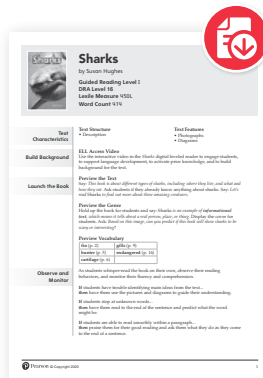 Sharks
Sharks
by Susan Hughes
Guided Reading Level I
DRA Level 16
Lexile Measure 450L
Word Count 474
Text
Characteristics
Text Structure
• Description
Text Features
• Photographs
• Diagrams
Build Background
ELL Access Video
Use the interactive video in the Sharks digital leveled reader to engage students,
to support language development, to activate prior knowledge, and to build
background for the text.
Launch the Book
Preview the Text
Say: This book is about different types of sharks, including where they live, and what and
how they eat. Ask students if they already know anything about sharks. Say: Let's
read Sharks to find out more about these amazing creatures.
Preview the Genre
Hold up the book for students and say: Sharks is an example of informational
text, which means it tells about a real person, place, or thing. Display the cover for
students. Ask: Based on this image, can you predict if this book will show sharks to be
scary or interesting?
Preview Vocabulary
fin (p. 2)
gills (p. 9)
hunter (p. 5)
endangered (p. 16)
cartilage (p. 6)
Observe and
Monitor
As students whisper-read the book on their own, observe their reading
behaviors, and monitor their fluency and comprehension.
If students have trouble identifying main ideas from the text...
then have them use the pictures and diagrams to guide their understanding.
If students stop at unknown words...
then have them read to the end of the sentence and predict what the word
might be.
If students are able to read smoothly within a paragraph...
then praise them for their good reading and ask them what they do as they come
to the end of a sentence.
Pearson © Copyright 2020
1